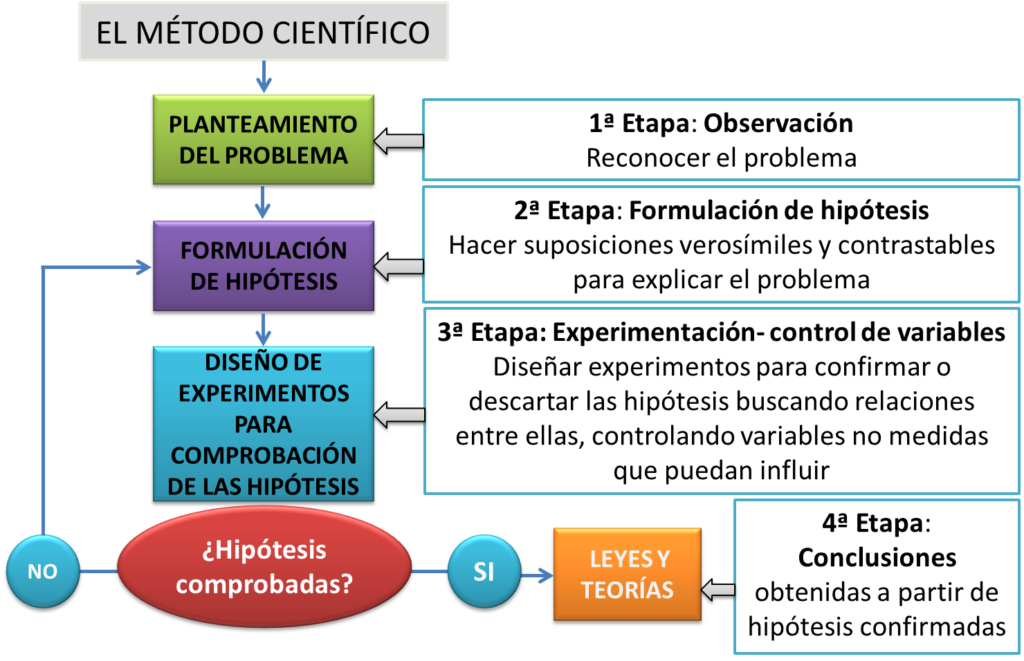 EL MÉTODO CIENTÍFICO
PLANTEAMIENTO
DEL PROBLEMA
1ª Etapa: Observación
Reconocer el problema
FORMULACIÓN
DE HIPÓTESIS
2ª Etapa: Formulación de hipótesis
Hacer suposiciones verosímiles y contrastables
para explicar el problema
DISEÑO DE
EXPERIMENTOS
PARA
COMPROBACIÓN
DE LAS HIPÓTESIS
3ª Etapa: Experimentación- control de variables
Diseñar experimentos para confirmar o
descartar las hipótesis buscando relaciones
entre ellas, controlando variables no medidas
que puedan influir
NO
¿Hipótesis
comprobadas?
SI
LEYES Y
TEORÍAS
4ª Etapa:
Conclusiones
obtenidas a partir de
hipótesis confirmadas